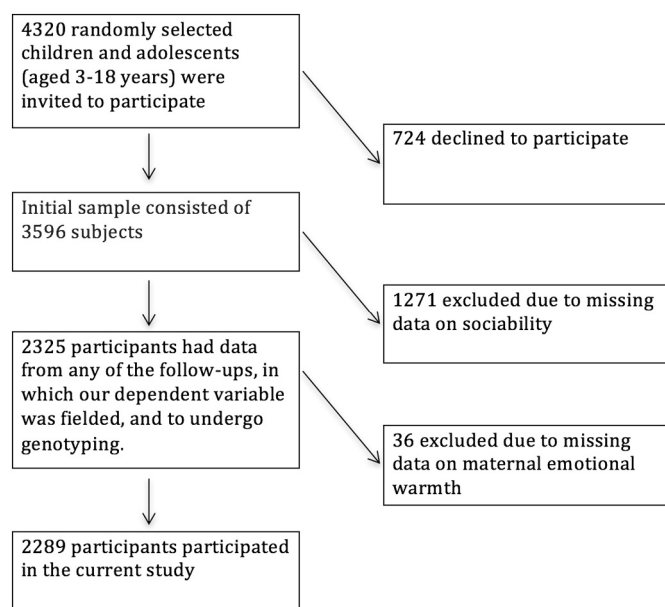 4320 randomly selected
children and adolescents
(aged 3-18 years) were
invited to participate
724 declined to participate
Initial sample consisted of
3596 subjects
1271 excluded due to missing
data on sociability
2325 participants had data
from any of the follow-ups, in
which our dependent variable
was fielded, and to undergo
genotyping.
36 excluded due to missing
data on maternal emotional
warmth
2289 participants participated
in the current study